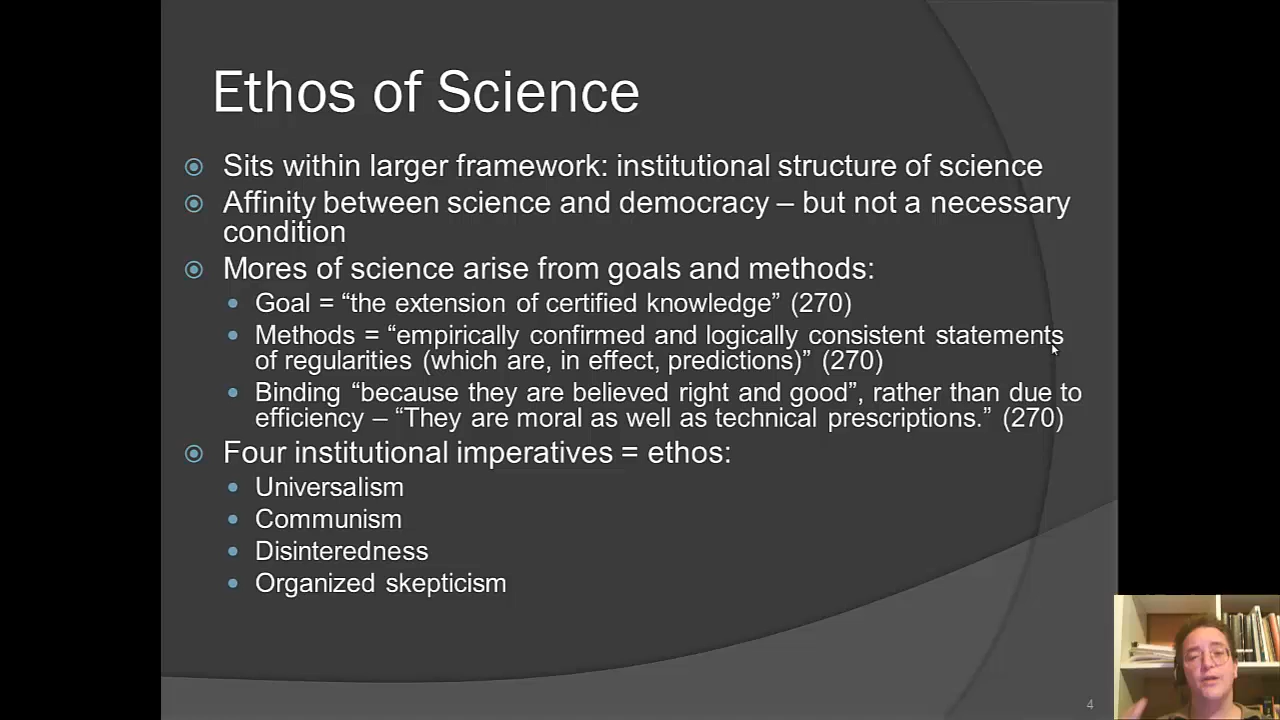 Ethos of Science
Sits within larger framework: institutional structure of science
Affinity between science and democracy – but not a necessary
condition
Mores of science arise from goals and methods:
Goal = “the extension of certified knowledge” (270)
Methods = “empirically confirmed and logically consistent statements
of regularities (which are, in effect, predictions)” (270)
Binding “because they are believed right and good”, rather than due to
efficiency – “They are moral as well as technical prescriptions.” (270)
Four institutional imperatives = ethos:
Universalism
Communism
Disinteredness
Organized skepticism
4